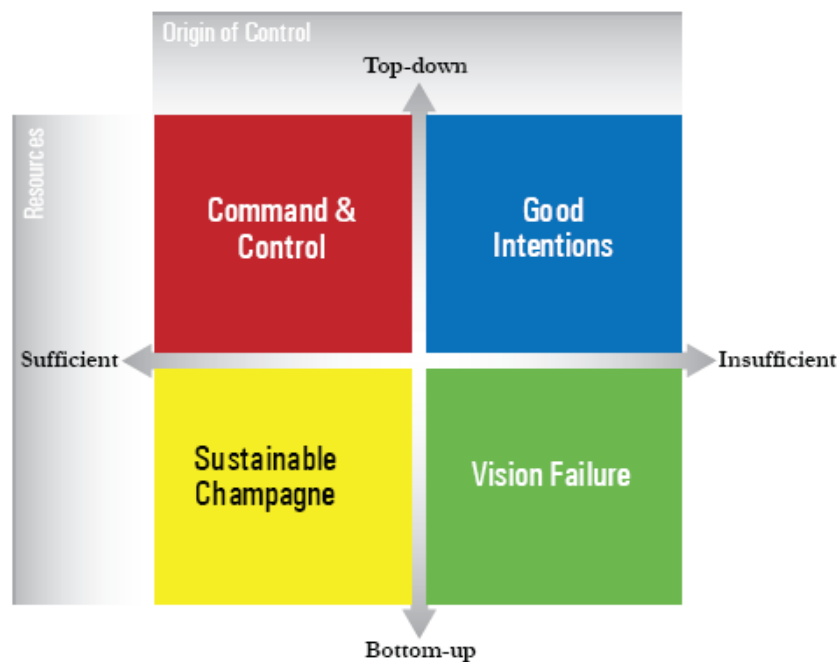 Origin of Control
Top-down
Resources
Command &
Control
Good
Intentions
Sufficient
Insufficient
Sustainable
Champagne
Vision Failure
Bottom-up